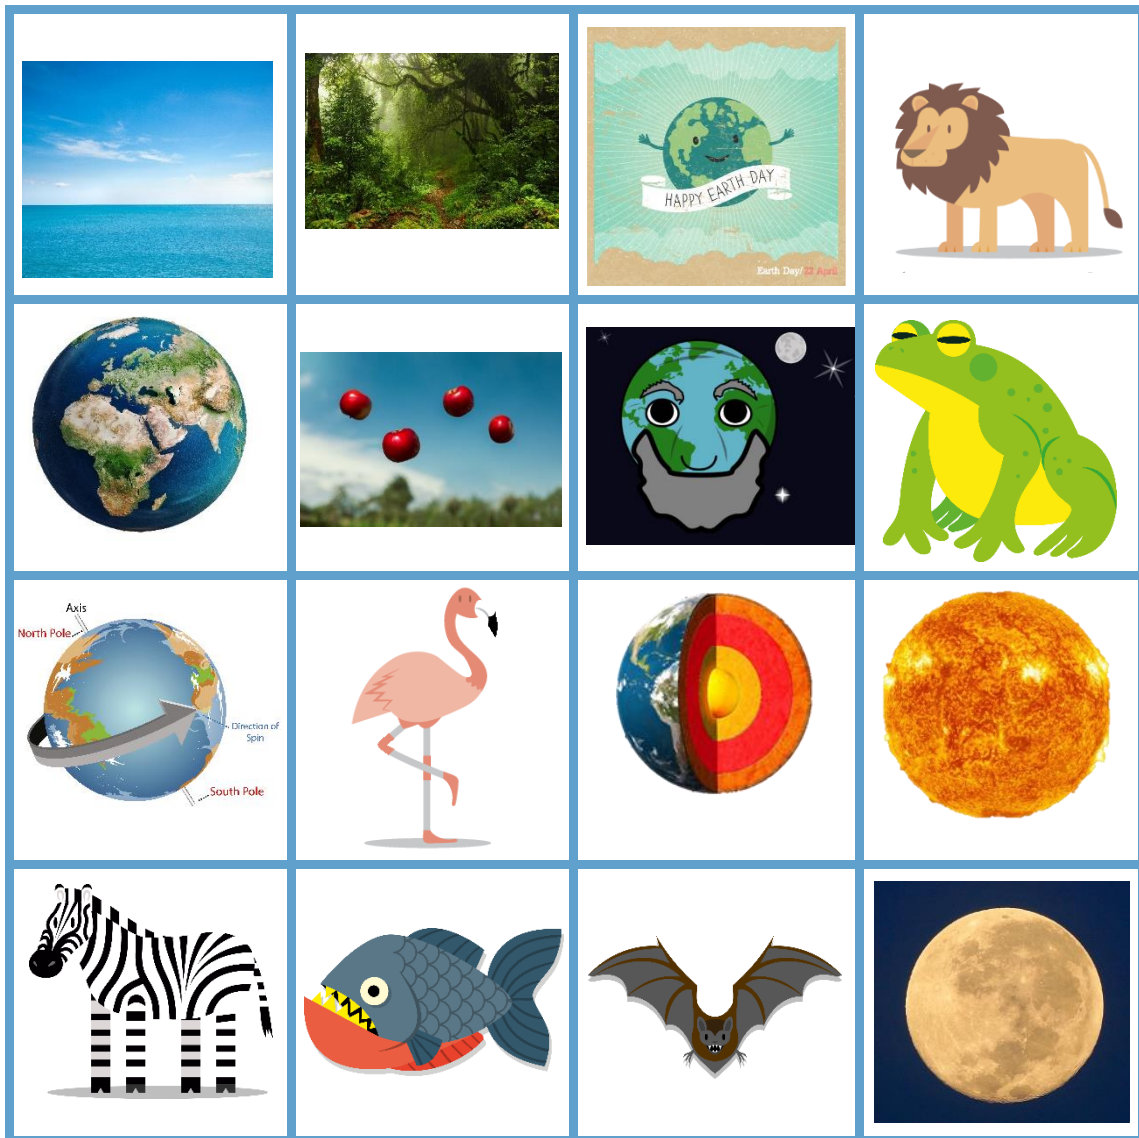 HAPPY EARTH DAY
Earth Day/22 April
Axis
North Pole
Direction of
Spin
South Pole